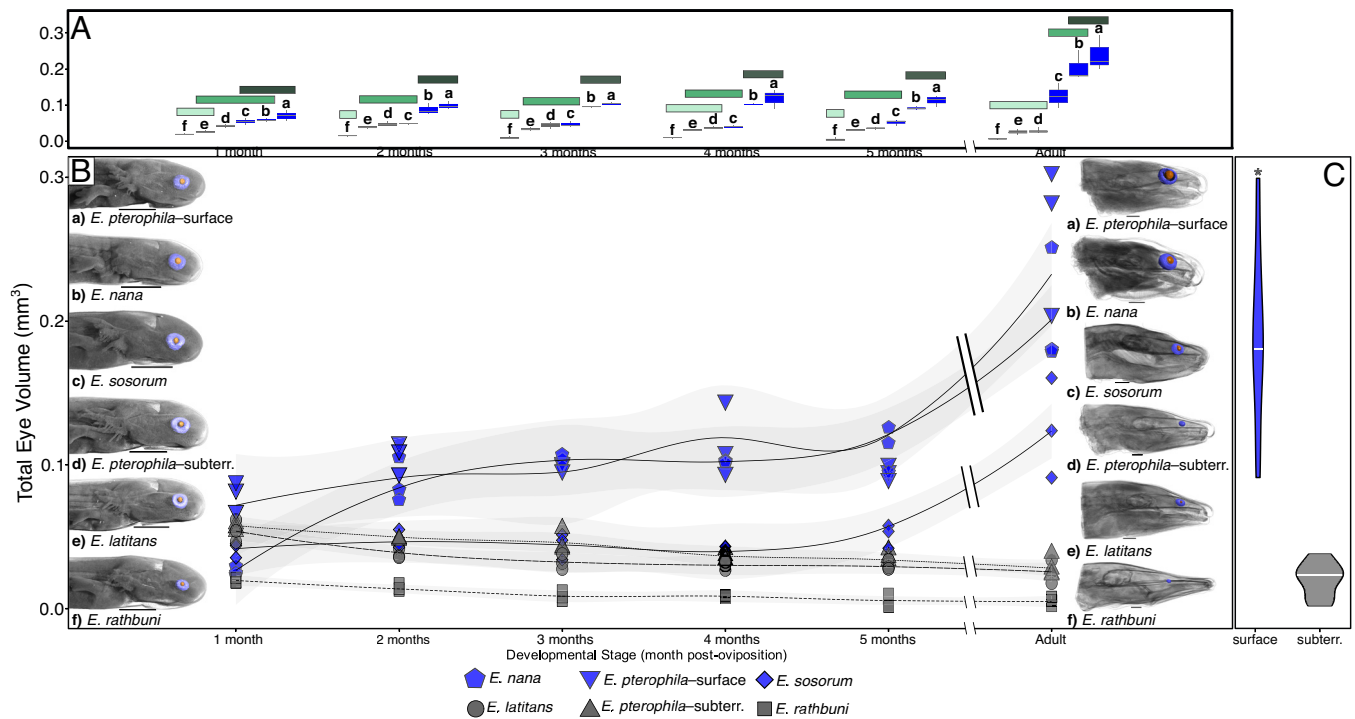 A
0.3
0.2
0.1
0.0
f e d c b a
f e d c b a
f e d c b a
f e d c b a
f e d c b a
f e d c b a
1 month 2 months 3 months 4 months 5 months Adult
B
Total Eye Volume (mm³)
0.3
0.2
0.1
0.0
a) E. pterophila–surface
b) E. nana
c) E. sosorum
d) E. pterophila–subterr.
e) E. latitans
f) E. rathbuni
a) E. pterophila–surface
b) E. nana
c) E. sosorum
d) E. pterophila–subterr.
e) E. latitans
f) E. rathbuni
1 month 2 months 3 months 4 months 5 months Adult
Developmental Stage (month post-oviposition)
C
*
surface subterr.
E. nana E. pterophila–surface E. sosorum
E. latitans E. pterophila–subterr. E. rathbuni